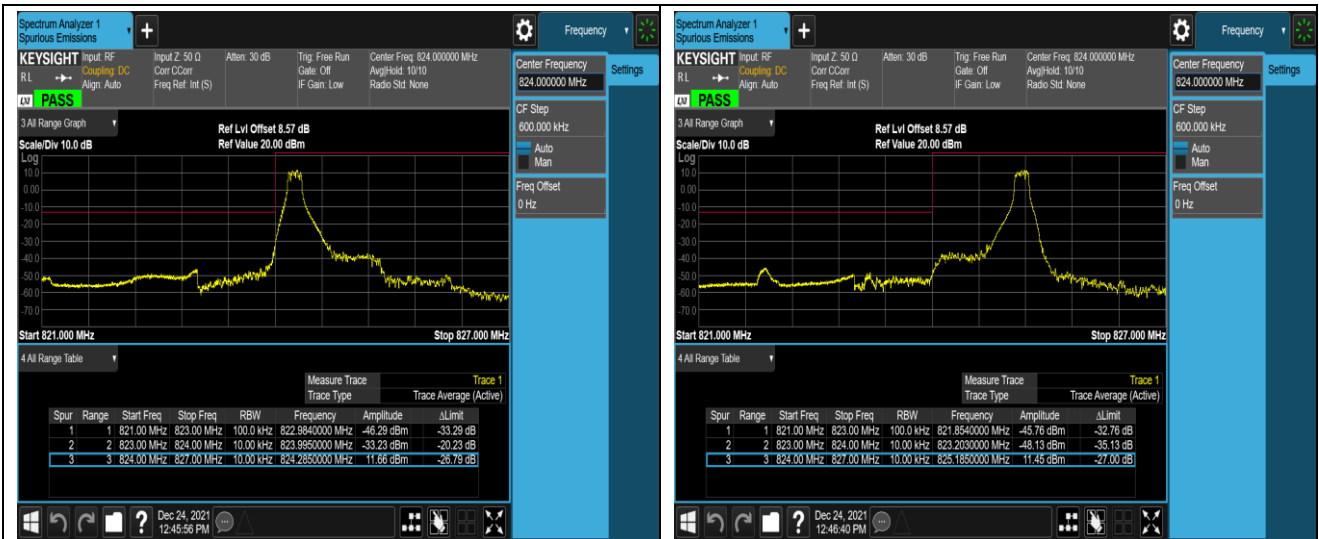 Spectrum Analyzer 1
Spurious Emissions
+
Frequency
KEYSIGHT
R L
LXI
PASS
Input: RF
Coupling: DC
Align: Auto
Input Z: 50 Ω
Corr CCorr
Freq Ref: Int (S)
Atten: 30 dB
Trig: Free Run
Gate: Off
IF Gain: Low
Center Freq: 824.000000 MHz
Avg|Hold: 10/10
Radio Std: None
Center Frequency
824.000000 MHz
Settings
CF Step
600.000 kHz
Auto
Man
Freq Offset
0 Hz
3 All Range Graph
Scale/Div 10.0 dB
Ref Lvl Offset 8.57 dB
Ref Value 20.00 dBm
Log
10.0
0.00
-10.0
-20.0
-30.0
-40.0
-50.0
-60.0
-70.0
Start 821.000 MHz
Stop 827.000 MHz
4 All Range Table
Measure Trace Trace 1
Trace Type Trace Average (Active)
Spur Range Start Freq Stop Freq RBW Frequency Amplitude ΔLimit
1 1 821.00 MHz 823.00 MHz 100.0 kHz 822.9840000 MHz -46.29 dBm -33.29 dB
2 2 823.00 MHz 824.00 MHz 10.00 kHz 823.9950000 MHz -33.23 dBm -20.23 dB
3 3 824.00 MHz 827.00 MHz 10.00 kHz 824.2850000 MHz 11.66 dBm -26.79 dB
?
Dec 24, 2021
12:45:56 PM
Spectrum Analyzer 1
Spurious Emissions
+
Frequency
KEYSIGHT
R L
LXI
PASS
Input: RF
Coupling: DC
Align: Auto
Input Z: 50 Ω
Corr CCorr
Freq Ref: Int (S)
Atten: 30 dB
Trig: Free Run
Gate: Off
IF Gain: Low
Center Freq: 824.000000 MHz
Avg|Hold: 10/10
Radio Std: None
Center Frequency
824.000000 MHz
Settings
CF Step
600.000 kHz
Auto
Man
Freq Offset
0 Hz
3 All Range Graph
Scale/Div 10.0 dB
Ref Lvl Offset 8.57 dB
Ref Value 20.00 dBm
Log
10.0
0.00
-10.0
-20.0
-30.0
-40.0
-50.0
-60.0
-70.0
Start 821.000 MHz
Stop 827.000 MHz
4 All Range Table
Measure Trace Trace 1
Trace Type Trace Average (Active)
Spur Range Start Freq Stop Freq RBW Frequency Amplitude ΔLimit
1 1 821.00 MHz 823.00 MHz 100.0 kHz 821.8540000 MHz -45.76 dBm -32.76 dB
2 2 823.00 MHz 824.00 MHz 10.00 kHz 823.2030000 MHz -48.13 dBm -35.13 dB
3 3 824.00 MHz 827.00 MHz 10.00 kHz 825.1850000 MHz 11.45 dBm -27.00 dB
?
Dec 24, 2021
12:46:40 PM